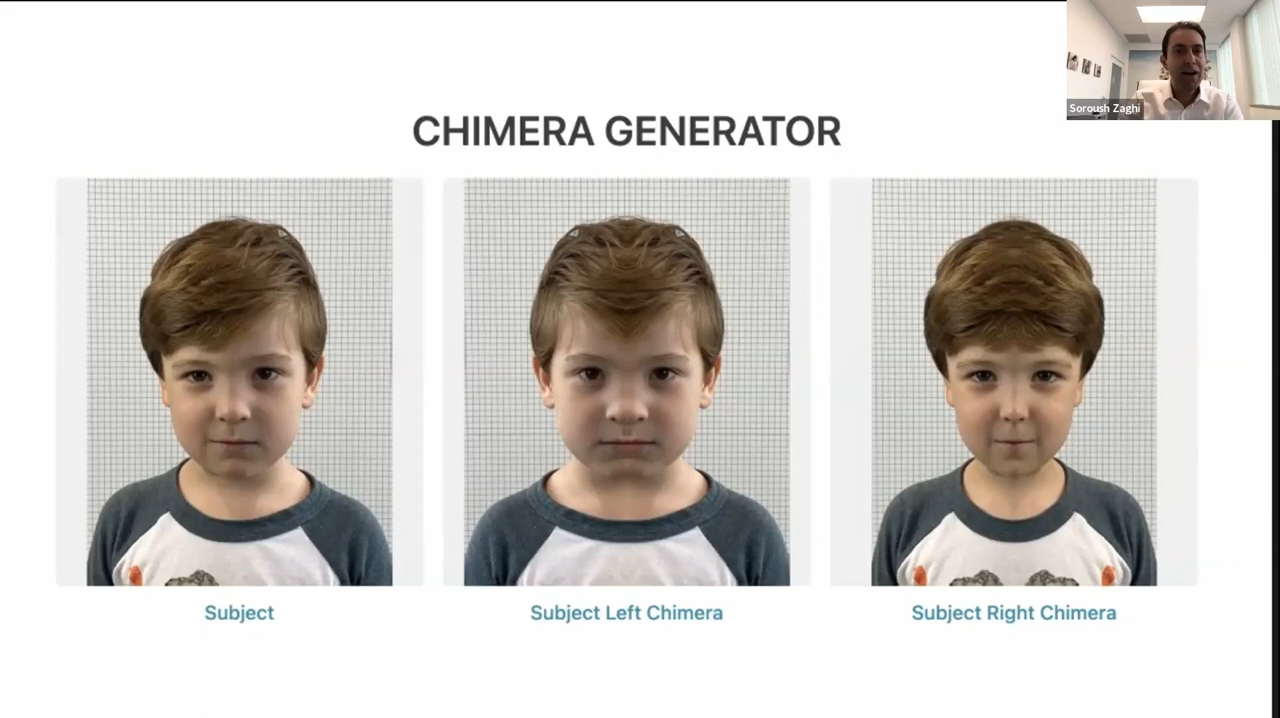 Soroush Zaghi
CHIMERA GENERATOR
Subject
Subject Left Chimera
Subject Right Chimera